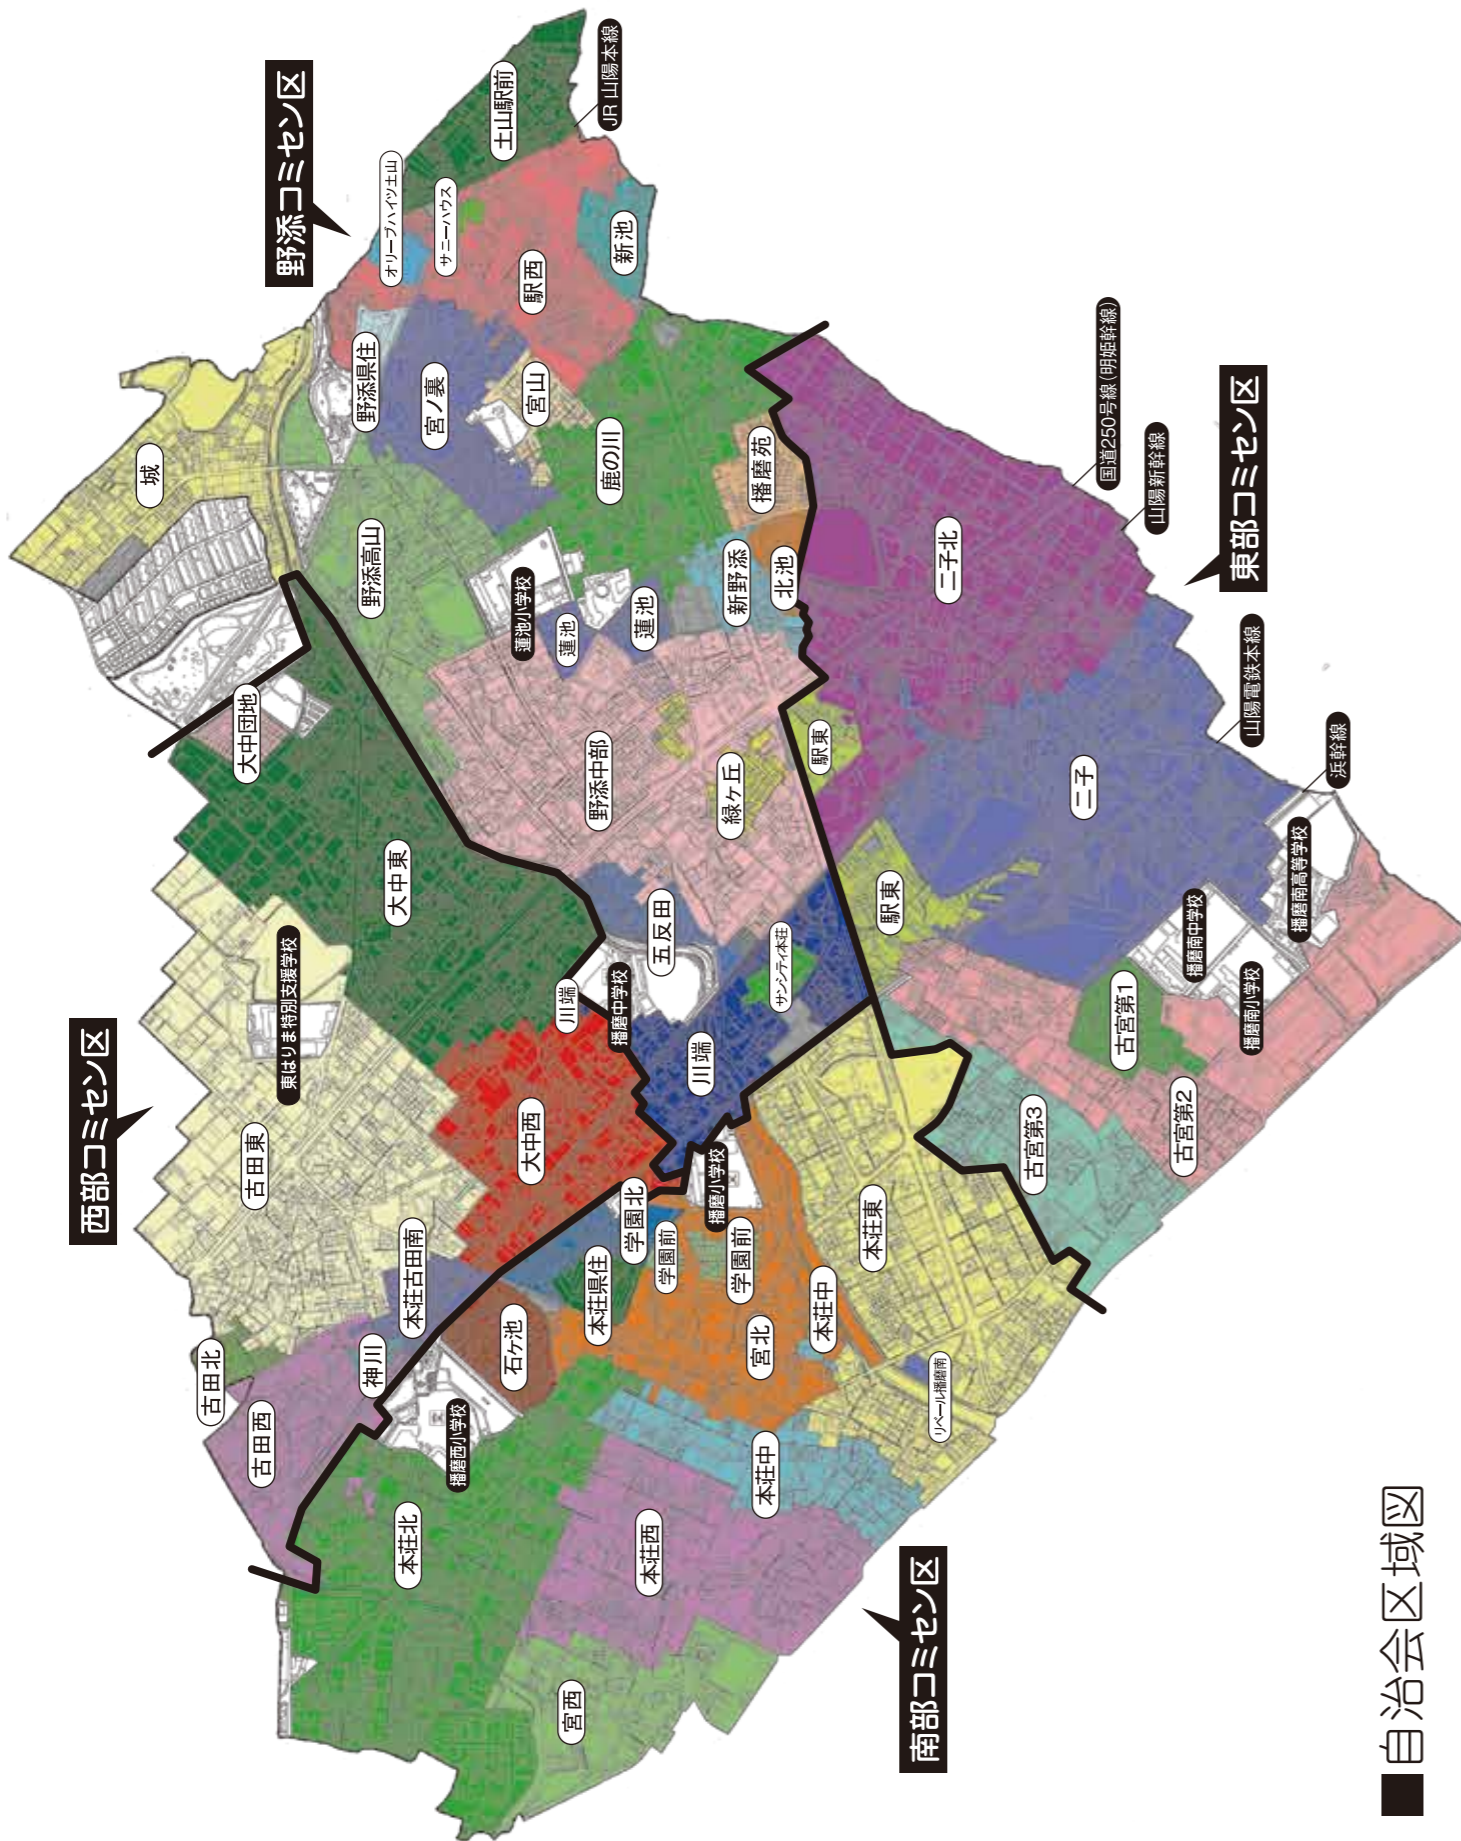 ■自治会区域図
西部コミセン区
野添コミセン区
南部コミセン区
東部コミセン区
古田北
古田西
神川
本荘古田南
古田東
東はりま特別支援学校
大中西
大中東
大中団地
川端
城
野添高山
野添県住
オリーブハイツ土山
サニーハウス
土山駅前
JR山陽本線
駅西
新池
宮ノ裏
宮山
鹿の川
播磨苑
北池
新野添
蓮池小学校
蓮池
蓮池
野添中部
緑ヶ丘
五反田
播磨中学校
川端
サンシティ本荘
本荘北
播磨西小学校
石ヶ池
本荘県住
学園北
学園前
学園前
播磨小学校
宮北
本荘中
本荘中
本荘西
宮西
本荘東
リベール播磨南
二子北
駅東
駅東
二子
古宮第1
古宮第2
古宮第3
播磨南中学校
播磨南小学校
播磨南高等学校
国道250号線(明姫幹線)
山陽新幹線
山陽電鉄本線
浜幹線